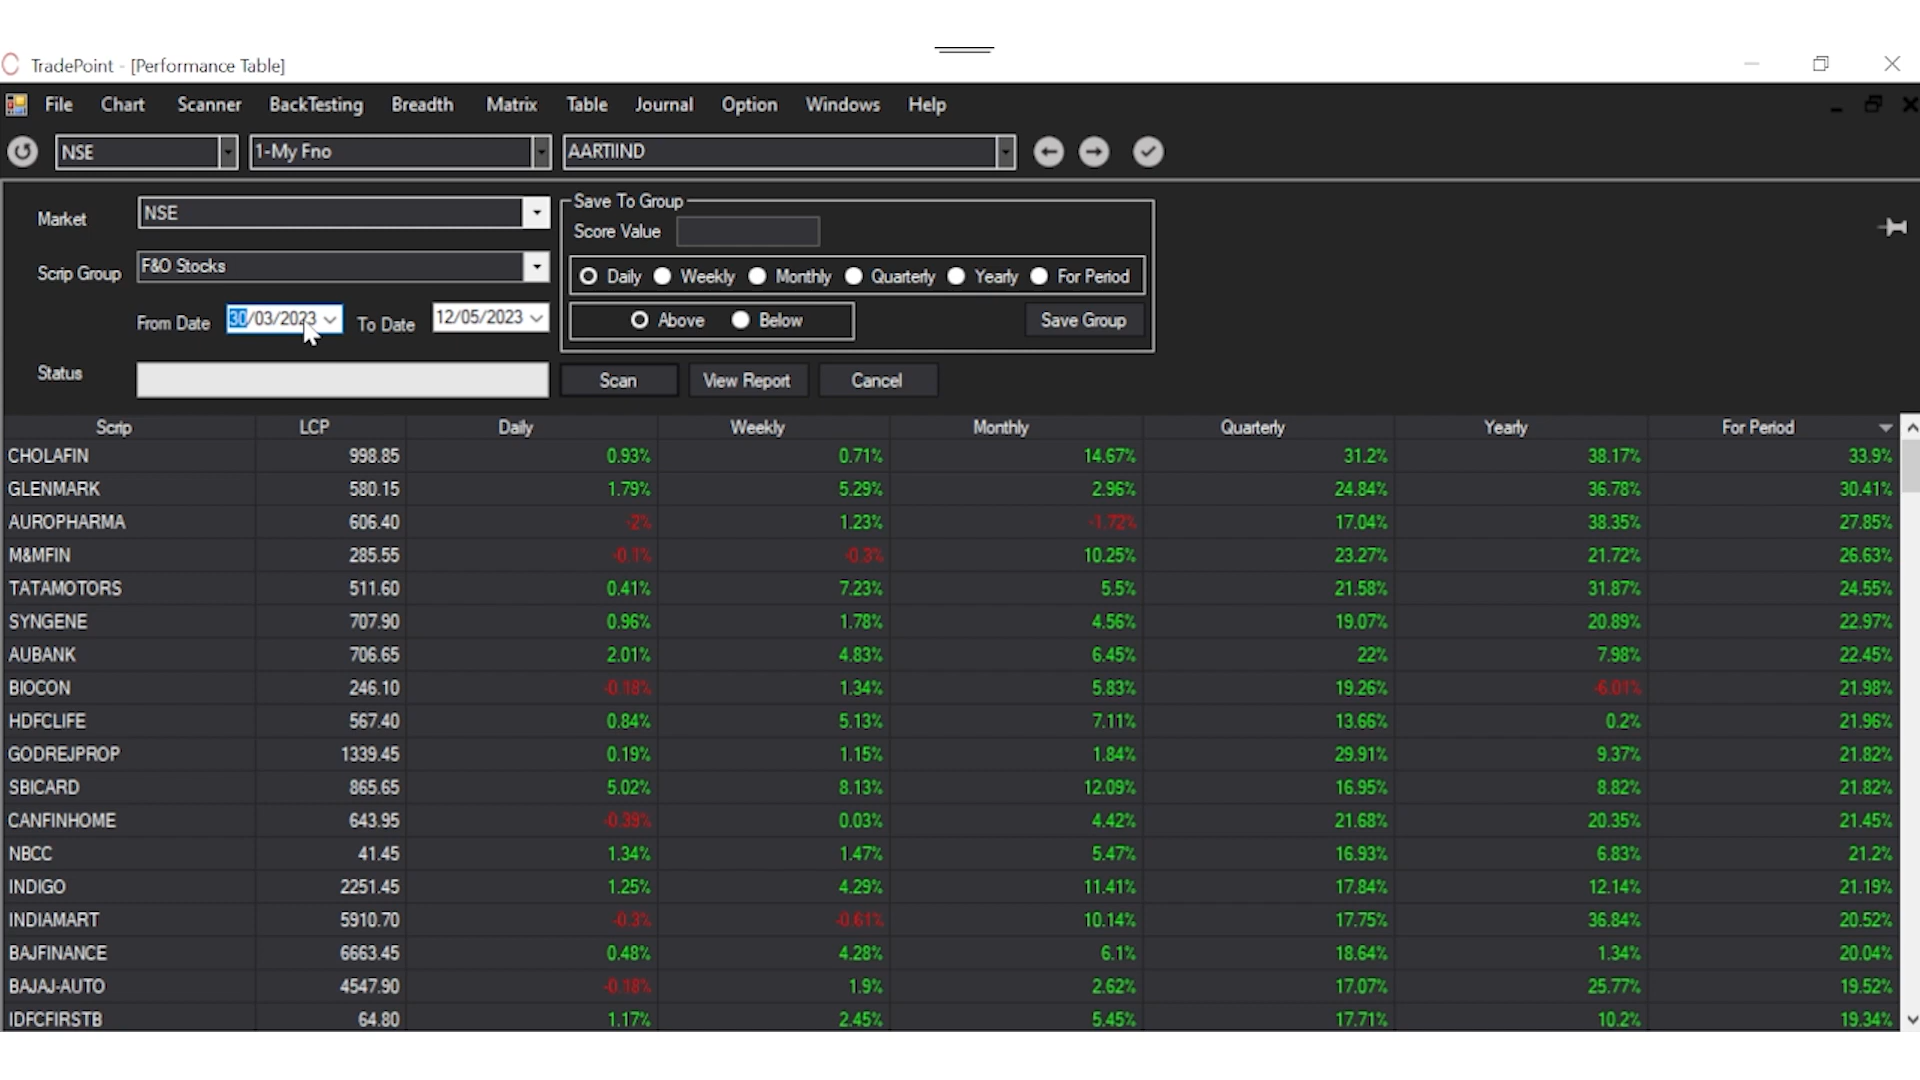 TradePoint - [Performance Table]
File Chart Scanner BackTesting Breadth Matrix Table Journal Option Windows Help
NSE 1-My Fno AARTIIND
Market NSE
Scrip Group F&O Stocks
From Date 30/03/2023 To Date 12/05/2023
Status
Save To Group
Score Value
Daily Weekly Monthly Quarterly Yearly For Period
Above Below Save Group
Scan View Report Cancel
Scrip LCP Daily Weekly Monthly Quarterly Yearly For Period
CHOLAFIN 998.85 0.93% 0.71% 14.67% 31.2% 38.17% 33.9%
GLENMARK 580.15 1.79% 5.29% 2.96% 24.84% 36.78% 30.41%
AUROPHARMA 606.40 -2% 1.23% -1.72% 17.04% 38.35% 27.85%
M&MFIN 285.55 -0.1% -0.3% 10.25% 23.27% 21.72% 26.63%
TATAMOTORS 511.60 0.41% 7.23% 5.5% 21.58% 31.87% 24.55%
SYNGENE 707.90 0.96% 1.78% 4.56% 19.07% 20.89% 22.97%
AUBANK 706.65 2.01% 4.83% 6.45% 22% 7.98% 22.45%
BIOCON 246.10 -0.18% 1.34% 5.83% 19.26% -6.01% 21.98%
HDFCLIFE 567.40 0.84% 5.13% 7.11% 13.66% 0.2% 21.96%
GODREJPROP 1339.45 0.19% 1.15% 1.84% 29.91% 9.37% 21.82%
SBICARD 865.65 5.02% 8.13% 12.09% 16.95% 8.82% 21.82%
CANFINHOME 643.95 -0.39% 0.03% 4.42% 21.68% 20.35% 21.45%
NBCC 41.45 1.34% 1.47% 5.47% 16.93% 6.83% 21.2%
INDIGO 2251.45 1.25% 4.29% 11.41% 17.84% 12.14% 21.19%
INDIAMART 5910.70 -0.3% -0.61% 10.14% 17.75% 36.84% 20.52%
BAJFINANCE 6663.45 0.48% 4.28% 6.1% 18.64% 1.34% 20.04%
BAJAJ-AUTO 4547.90 -0.18% 1.9% 2.62% 17.07% 25.77% 19.52%
IDFCFIRSTB 64.80 1.17% 2.45% 5.45% 17.71% 10.2% 19.34%